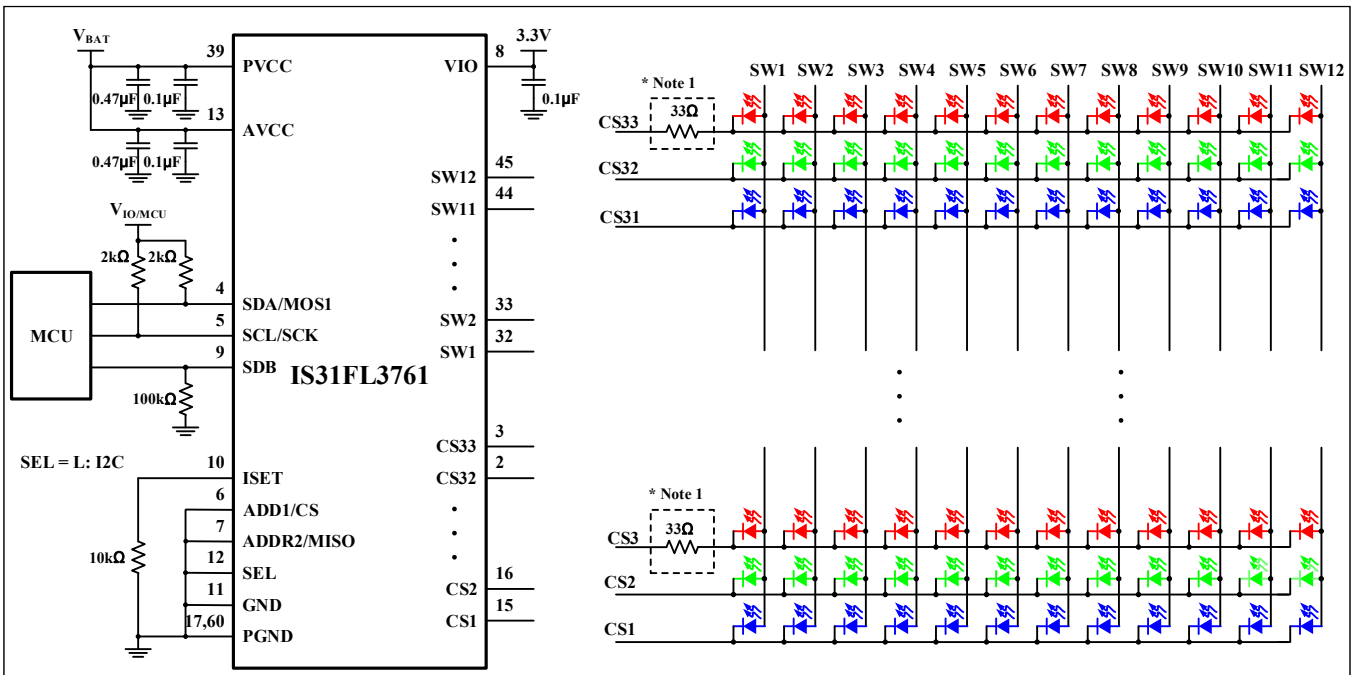 V_BAT
39
PVCC
0.47µF
0.1µF
13
AVCC
0.47µF
0.1µF
V_IO/MCU
2kΩ
2kΩ
MCU
4
SDA/MOS1
5
SCL/SCK
9
SDB
100kΩ
IS31FL3761
SEL = L: I2C
10
ISET
6
ADD1/CS
7
ADDR2/MISO
10kΩ
12
SEL
11
GND
17,60
PGND
8
3.3V
VIO
0.1µF
45
SW12
44
SW11
33
SW2
32
SW1
3
CS33
2
CS32
16
CS2
15
CS1
SW1 SW2 SW3 SW4 SW5 SW6 SW7 SW8 SW9 SW10 SW11 SW12
* Note 1
33Ω
CS33
CS32
CS31
* Note 1
33Ω
CS3
CS2
CS1